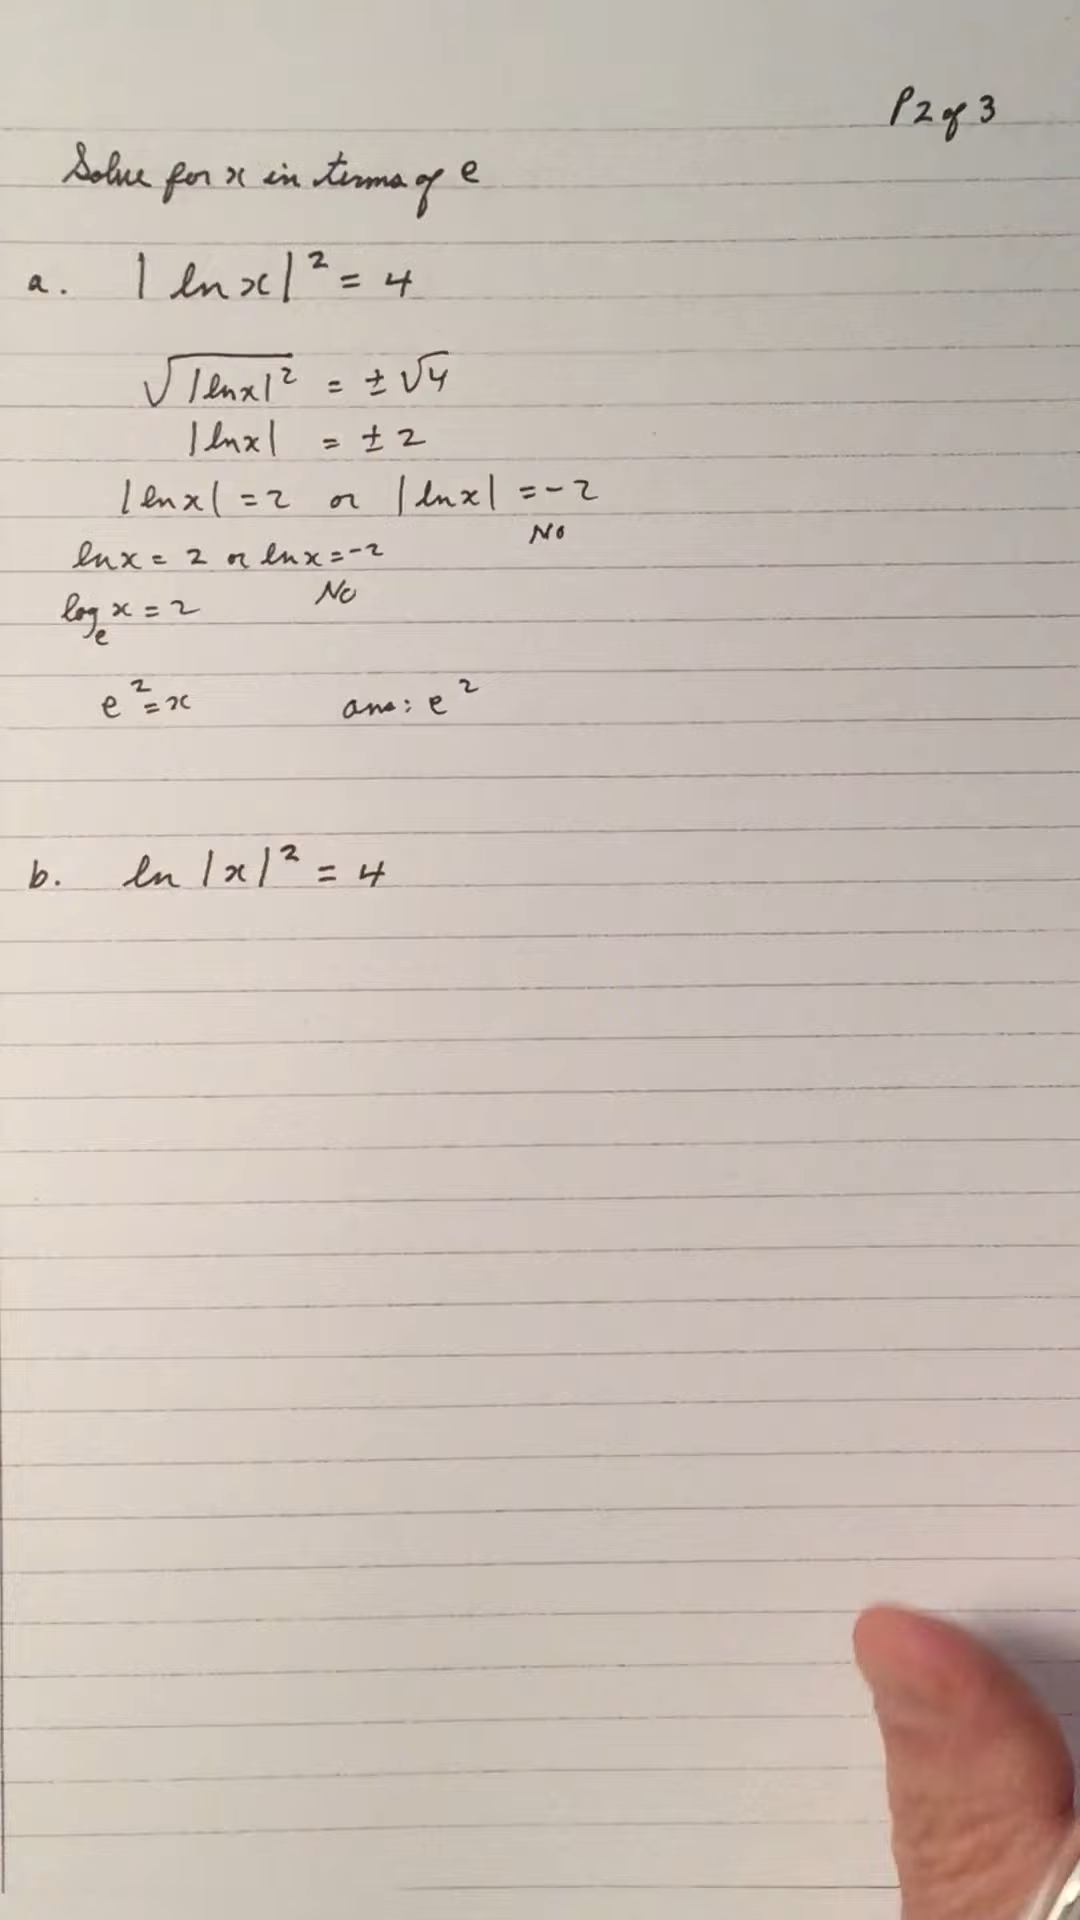 P2 of 3
Solve for x in terms of e
a. |ln x|² = 4
√|ln x|² = ± √4
|ln x| = ± 2
|ln x| = 2 or |ln x| = -2
No
ln x = 2 or ln x = -2
No
logₑ x = 2
e² = x ans: e²
b. ln |x|² = 4